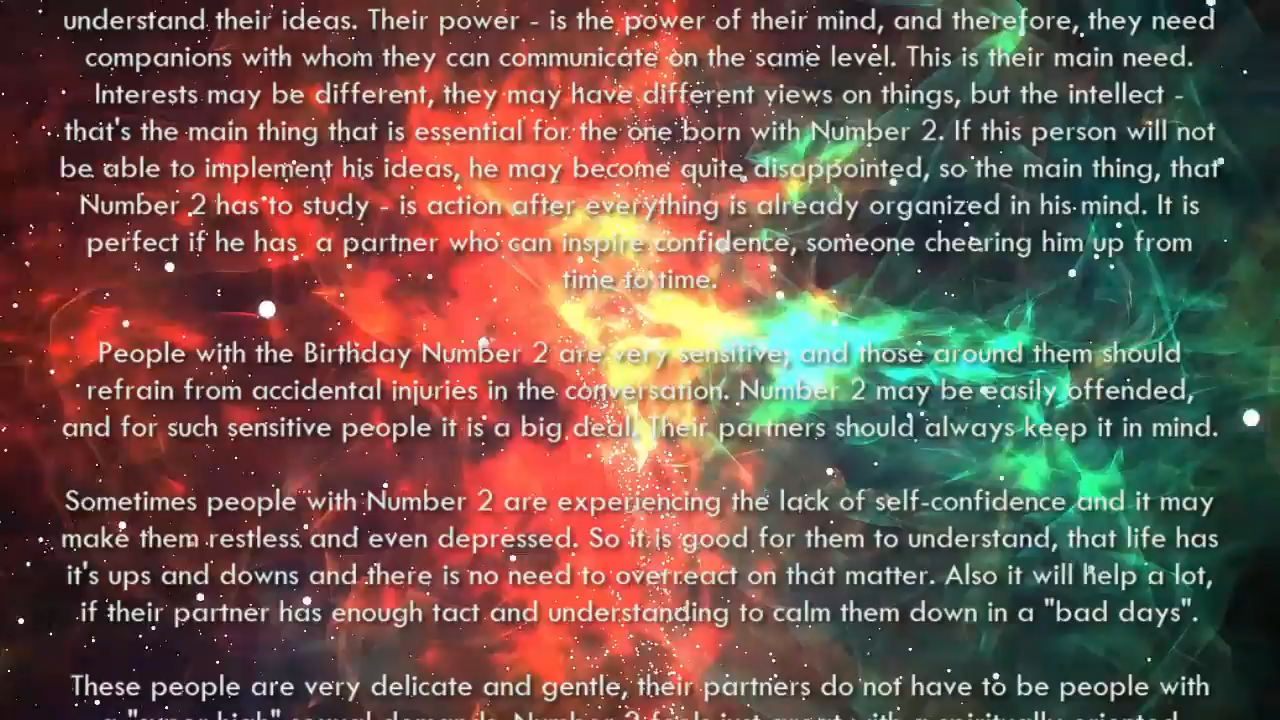 understand their ideas. Their power - is the power of their mind, and therefore, they need
companions with whom they can communicate on the same level. This is their main need.
Interests may be different, they may have different views on things, but the intellect -
that's the main thing that is essential for the one born with Number 2. If this person will not
be able to implement his ideas, he may become quite disappointed, so the main thing, that
Number 2 has to study - is action after everything is already organized in his mind. It is
perfect if he has a partner who can inspire confidence, someone cheering him up from
time to time.
People with the Birthday Number 2 are very sensitive, and those around them should
refrain from accidental injuries in the conversation. Number 2 may be easily offended,
and for such sensitive people it is a big deal. Their partners should always keep it in mind.
Sometimes people with Number 2 are experiencing the lack of self-confidence and it may
make them restless and even depressed. So it is good for them to understand, that life has
it's ups and downs and there is no need to overreact on that matter. Also it will help a lot,
if their partner has enough tact and understanding to calm them down in a "bad days".
These people are very delicate and gentle, their partners do not have to be people with